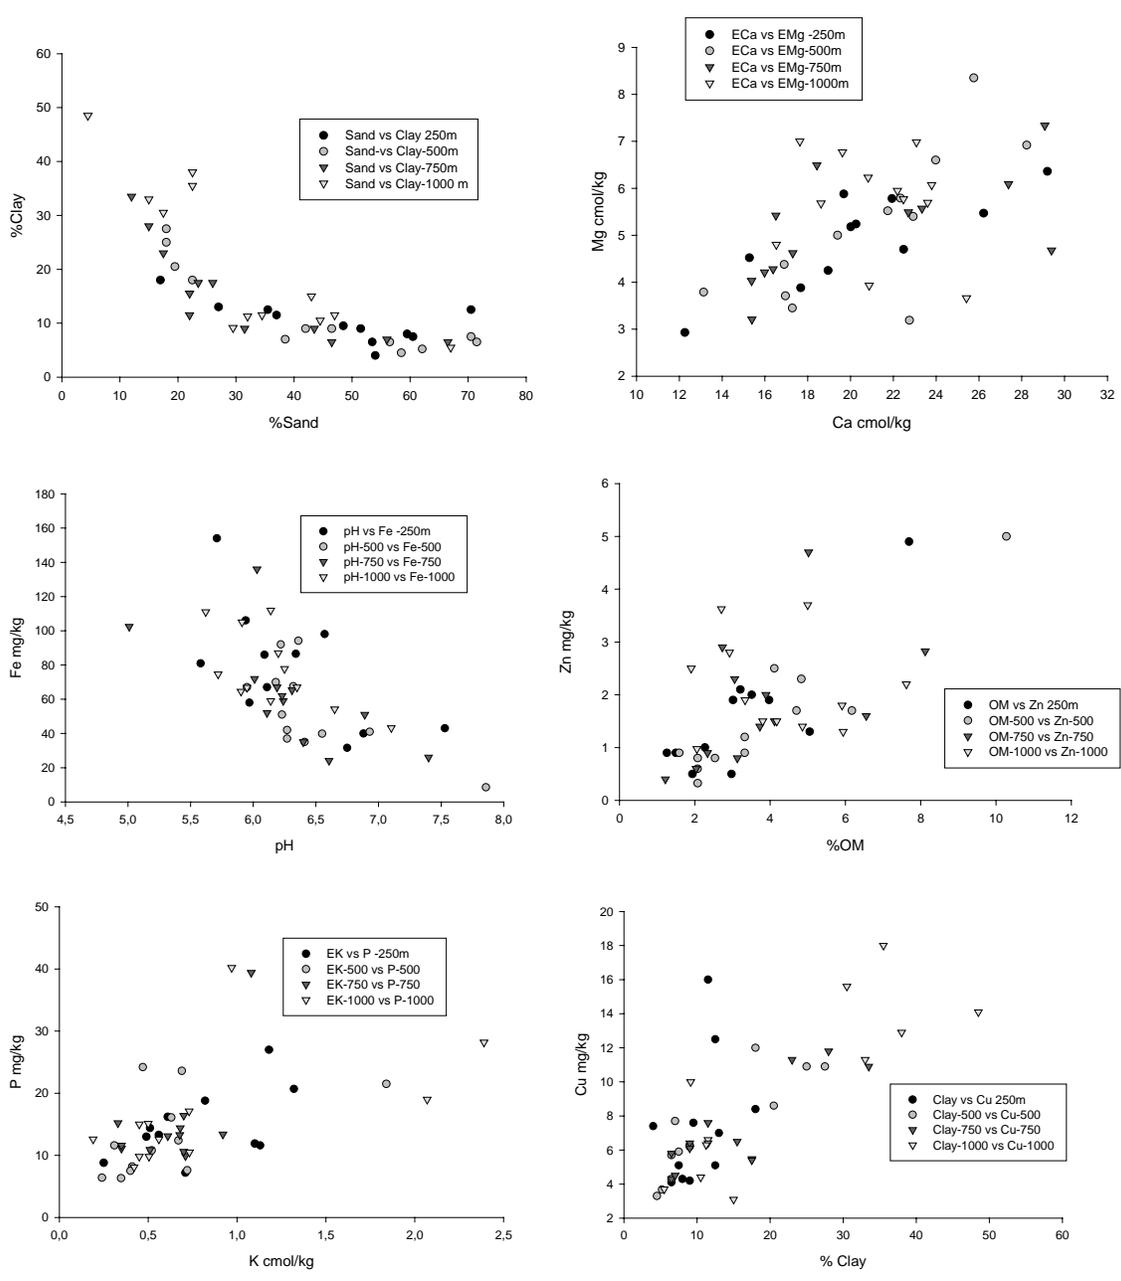 %Clay
60
50
40
30
20
10
0
Sand vs Clay 250m
Sand-vs Clay-500m
Sand vs Clay-750m
Sand vs Clay-1000 m
0 10 20 30 40 50 60 70 80
%Sand
ECa vs EMg -250m
ECa vs EMg-500m
ECa vs EMg-750m
ECa vs EMg-1000m
Mg cmol/kg
9
8
7
6
5
4
3
2
10 12 14 16 18 20 22 24 26 28 30 32
Ca cmol/kg
Fe mg/kg
180
160
140
120
100
80
60
40
20
0
pH vs Fe -250m
pH-500 vs Fe-500
pH-750 vs Fe-750
pH-1000 vs Fe-1000
4,5 5,0 5,5 6,0 6,5 7,0 7,5 8,0
pH
Zn mg/kg
6
5
4
3
2
1
0
OM vs Zn 250m
OM-500 vs Zn-500
OM-750 vs Zn-750
OM-1000 vs Zn-1000
0 2 4 6 8 10 12
%OM
P mg/kg
50
40
30
20
10
0
EK vs P -250m
EK-500 vs P-500
EK-750 vs P-750
EK-1000 vs P-1000
0,0 0,5 1,0 1,5 2,0 2,5
K cmol/kg
Cu mg/kg
20
18
16
14
12
10
8
6
4
2
Clay vs Cu 250m
Clay-500 vs Cu-500
Clay-750 vs Cu-750
Clay-1000 vs Cu-1000
0 10 20 30 40 50 60
% Clay